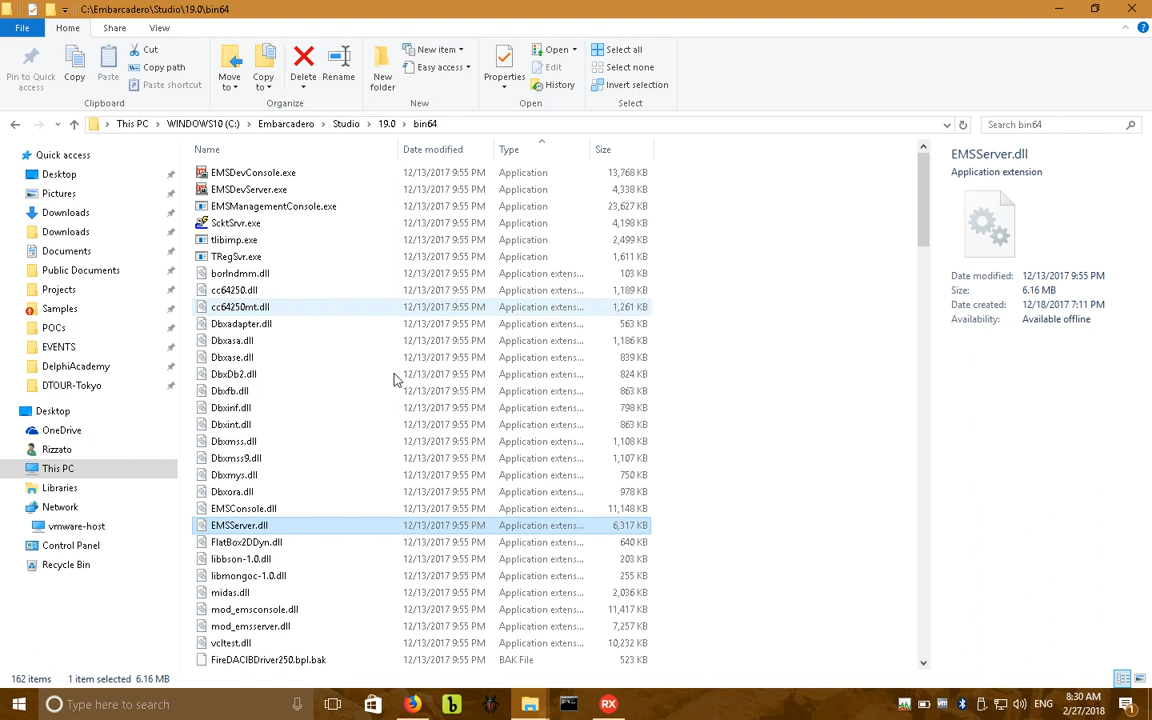 C:\Embarcadero\Studio\19.0\bin64
File Home Share View
Pin to Quick access
Copy
Paste
Cut
Copy path
Paste shortcut
Clipboard
Move to
Copy to
Delete
Rename
Organize
New folder
New item
Easy access
New
Properties
Open
Edit
History
Open
Select all
Select none
Invert selection
Select
This PC > WINDOWS10 (C:) > Embarcadero > Studio > 19.0 > bin64
Search bin64
Quick access
Desktop
Pictures
Downloads
Downloads
Documents
Public Documents
Projects
Samples
POCs
EVENTS
DelphiAcademy
DTOUR-Tokyo
Desktop
OneDrive
Rizzato
This PC
Libraries
Network
vmware-host
Control Panel
Recycle Bin
Name Date modified Type Size
EMSDevConsole.exe 12/13/2017 9:55 PM Application 13,768 KB
EMSDevServer.exe 12/13/2017 9:55 PM Application 4,338 KB
EMSManagementConsole.exe 12/13/2017 9:55 PM Application 23,627 KB
ScktSrvr.exe 12/13/2017 9:55 PM Application 4,198 KB
tlibimp.exe 12/13/2017 9:55 PM Application 2,499 KB
TRegSvr.exe 12/13/2017 9:55 PM Application 1,611 KB
borlndmm.dll 12/13/2017 9:55 PM Application extens... 103 KB
cc64250.dll 12/13/2017 9:55 PM Application extens... 1,189 KB
cc64250mt.dll 12/13/2017 9:55 PM Application extens... 1,261 KB
Dbxadapter.dll 12/13/2017 9:55 PM Application extens... 563 KB
Dbxasa.dll 12/13/2017 9:55 PM Application extens... 1,186 KB
Dbxase.dll 12/13/2017 9:55 PM Application extens... 839 KB
DbxDb2.dll 12/13/2017 9:55 PM Application extens... 824 KB
Dbxfb.dll 12/13/2017 9:55 PM Application extens... 863 KB
Dbxinf.dll 12/13/2017 9:55 PM Application extens... 798 KB
Dbxint.dll 12/13/2017 9:55 PM Application extens... 863 KB
Dbxmss.dll 12/13/2017 9:55 PM Application extens... 1,108 KB
Dbxmss9.dll 12/13/2017 9:55 PM Application extens... 1,107 KB
Dbxmys.dll 12/13/2017 9:55 PM Application extens... 750 KB
Dbxora.dll 12/13/2017 9:55 PM Application extens... 978 KB
EMSConsole.dll 12/13/2017 9:55 PM Application extens... 11,148 KB
EMSServer.dll 12/13/2017 9:55 PM Application extens... 6,317 KB
FlatBox2DDyn.dll 12/13/2017 9:55 PM Application extens... 640 KB
libbson-1.0.dll 12/13/2017 9:55 PM Application extens... 203 KB
libmongoc-1.0.dll 12/13/2017 9:55 PM Application extens... 255 KB
midas.dll 12/13/2017 9:55 PM Application extens... 2,036 KB
mod_emsconsole.dll 12/13/2017 9:55 PM Application extens... 11,417 KB
mod_emsserver.dll 12/13/2017 9:55 PM Application extens... 7,257 KB
vcltest.dll 12/13/2017 9:55 PM Application extens... 10,232 KB
FireDACIBDriver250.bpl.bak 12/13/2017 9:55 PM BAK File 523 KB
EMSServer.dll
Application extension
Date modified: 12/13/2017 9:55 PM
Size: 6.16 MB
Date created: 12/18/2017 7:11 PM
Availability: Available offline
162 items 1 item selected 6.16 MB
Type here to search
b
RX
ENG
8:30 AM
2/27/2018
1